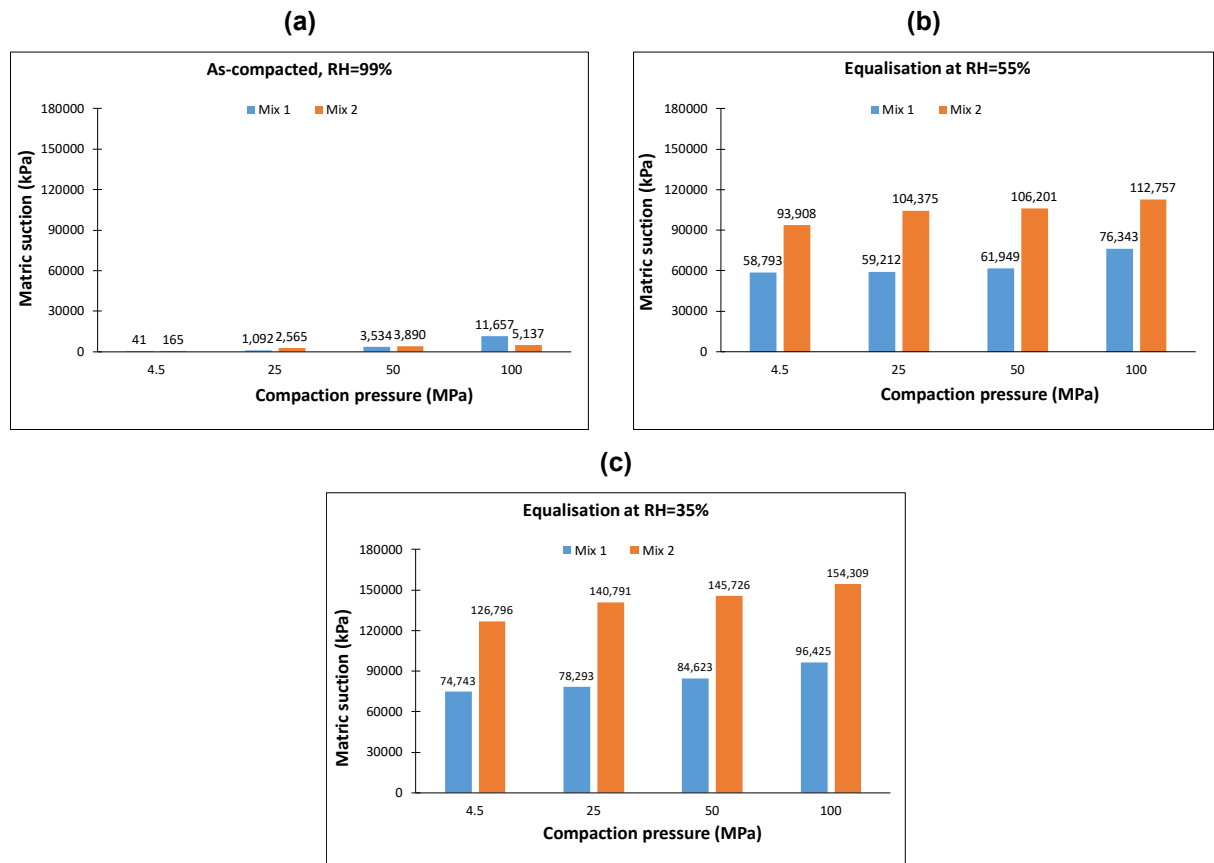 (a)
As-compacted, RH=99%
Mix 1 Mix 2
Matric suction (kPa)
180000
150000
120000
90000
60000
30000
0
41 165 1,092 2,565 3,534 3,890 11,657 5,137
4.5 25 50 100
Compaction pressure (MPa)
(b)
Equalisation at RH=55%
Mix 1 Mix 2
Matric suction (kPa)
180000
150000
120000
90000
60000
30000
0
58,793 93,908 59,212 104,375 61,949 106,201 76,343 112,757
4.5 25 50 100
Compaction pressure (MPa)
(c)
Equalisation at RH=35%
Mix 1 Mix 2
Matric suction (kPa)
180000
150000
120000
90000
60000
30000
0
74,743 126,796 78,293 140,791 84,623 145,726 96,425 154,309
4.5 25 50 100
Compaction pressure (MPa)